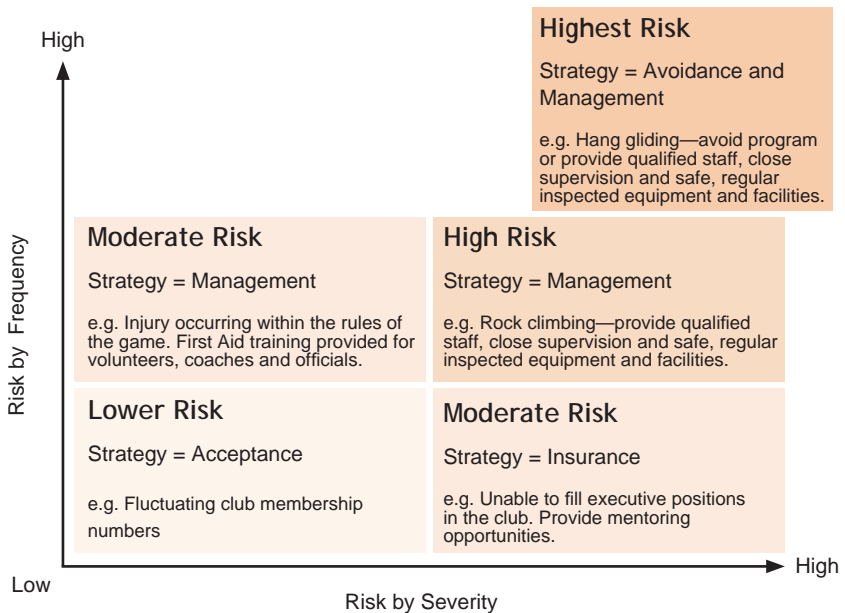 High
Highest Risk
Strategy = Avoidance and
Management
e.g. Hang gliding—avoid program
or provide qualified staff, close
supervision and safe, regular
inspected equipment and facilities.
Risk by Frequency
Moderate Risk
Strategy = Management
e.g. Injury occurring within the rules of
the game. First Aid training provided for
volunteers, coaches and officials.
High Risk
Strategy = Management
e.g. Rock climbing—provide qualified
staff, close supervision and safe, regular
inspected equipment and facilities.
Lower Risk
Strategy = Acceptance
e.g. Fluctuating club membership
numbers
Moderate Risk
Strategy = Insurance
e.g. Unable to fill executive positions
in the club. Provide mentoring
opportunities.
High
Low
Risk by Severity